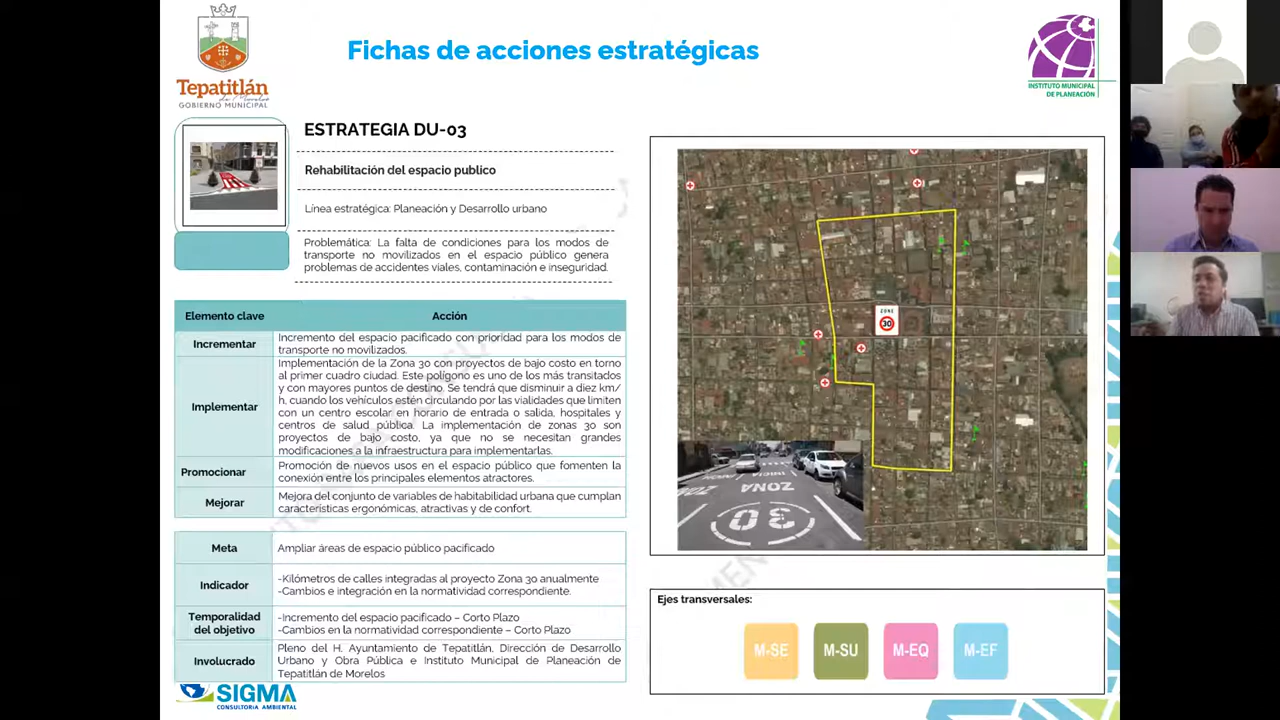 Tepatitlán
de Morelos
GOBIERNO MUNICIPAL
Fichas de acciones estratégicas
INSTITUTO MUNICIPAL
DE PLANEACIÓN
ESTRATEGIA DU-03
Rehabilitación del espacio publico
Línea estratégica: Planeación y Desarrollo urbano
Problemática: La falta de condiciones para los modos de
transporte no movilizados en el espacio público genera
problemas de accidentes viales, contaminación e inseguridad.
Elemento clave Acción
Incrementar
Incremento del espacio pacificado con prioridad para los modos de
transporte no movilizados.
Implementar
Implementación de la Zona 30 con proyectos de bajo costo en torno
al primer cuadro ciudad. Este polígono es uno de los más transitados
y con mayores puntos de destino. Se tendrá que disminuir a diez km/
h, cuando los vehículos estén circulando por las vialidades que limiten
con un centro escolar en horario de entrada o salida, hospitales y
centros de salud pública. La implementación de zonas 30 son
proyectos de bajo costo, ya que no se necesitan grandes
modificaciones a la infraestructura para implementarlas.
Promocionar
Promoción de nuevos usos en el espacio público que fomenten la
conexión entre los principales elementos atractores.
Mejorar
Mejora del conjunto de variables de habitabilidad urbana que cumplan
características ergonómicas, atractivas y de confort.
Meta
Ampliar áreas de espacio público pacificado
Indicador
-Kilómetros de calles integradas al proyecto Zona 30 anualmente
-Cambios e integración en la normatividad correspondiente.
Temporalidad
del objetivo
-Incremento del espacio pacificado – Corto Plazo
-Cambios en la normatividad correspondiente – Corto Plazo
Involucrado
Pleno del H. Ayuntamiento de Tepatitlán, Dirección de Desarrollo
Urbano y Obra Pública e Instituto Municipal de Planeación de
Tepatitlán de Morelos
SIGMA
CONSULTORÍA AMBIENTAL
ZONE
30
INICIA
ZONA
ZONA
30
Ejes transversales:
M-SE M-SU M-EQ M-EF